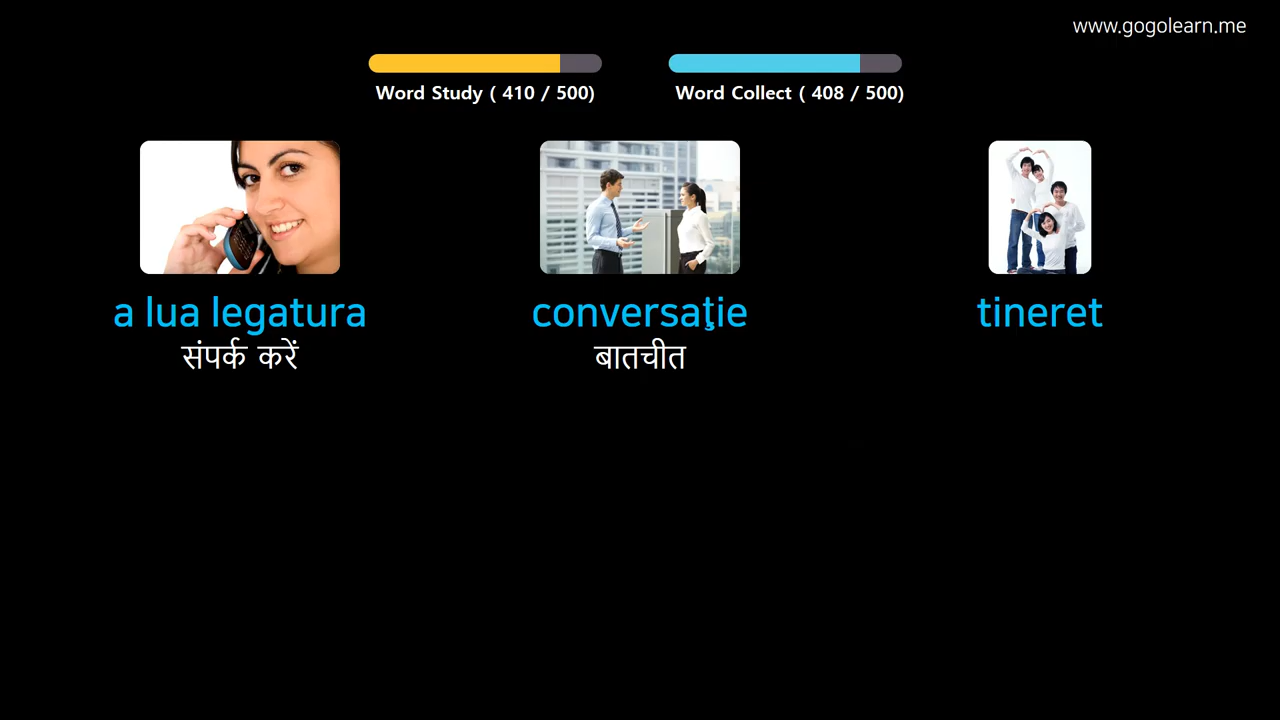 www.gogolearn.me
Word Study ( 410 / 500)
Word Collect ( 408 / 500)
a lua legatura
संपर्क करें
conversaţie
बातचीत
tineret